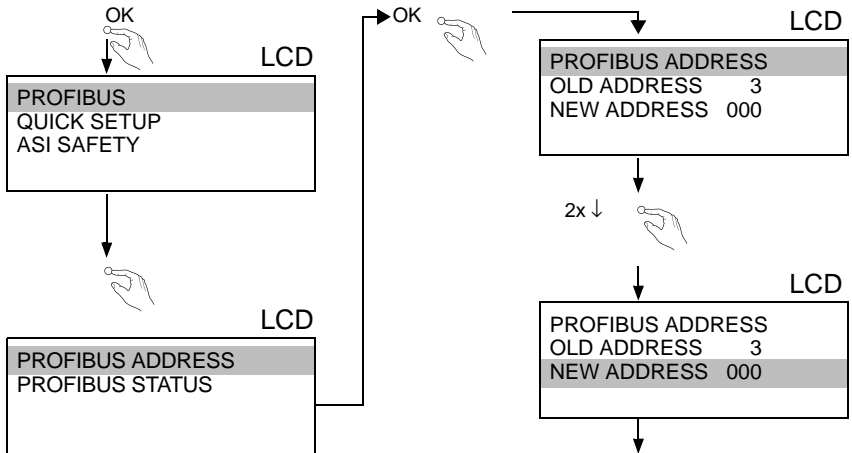 OK
LCD
PROFIBUS
QUICK SETUP
ASI SAFETY
LCD
PROFIBUS ADDRESS
PROFIBUS STATUS
OK
LCD
PROFIBUS ADDRESS
OLD ADDRESS 3
NEW ADDRESS 000
2x ↓
LCD
PROFIBUS ADDRESS
OLD ADDRESS 3
NEW ADDRESS 000